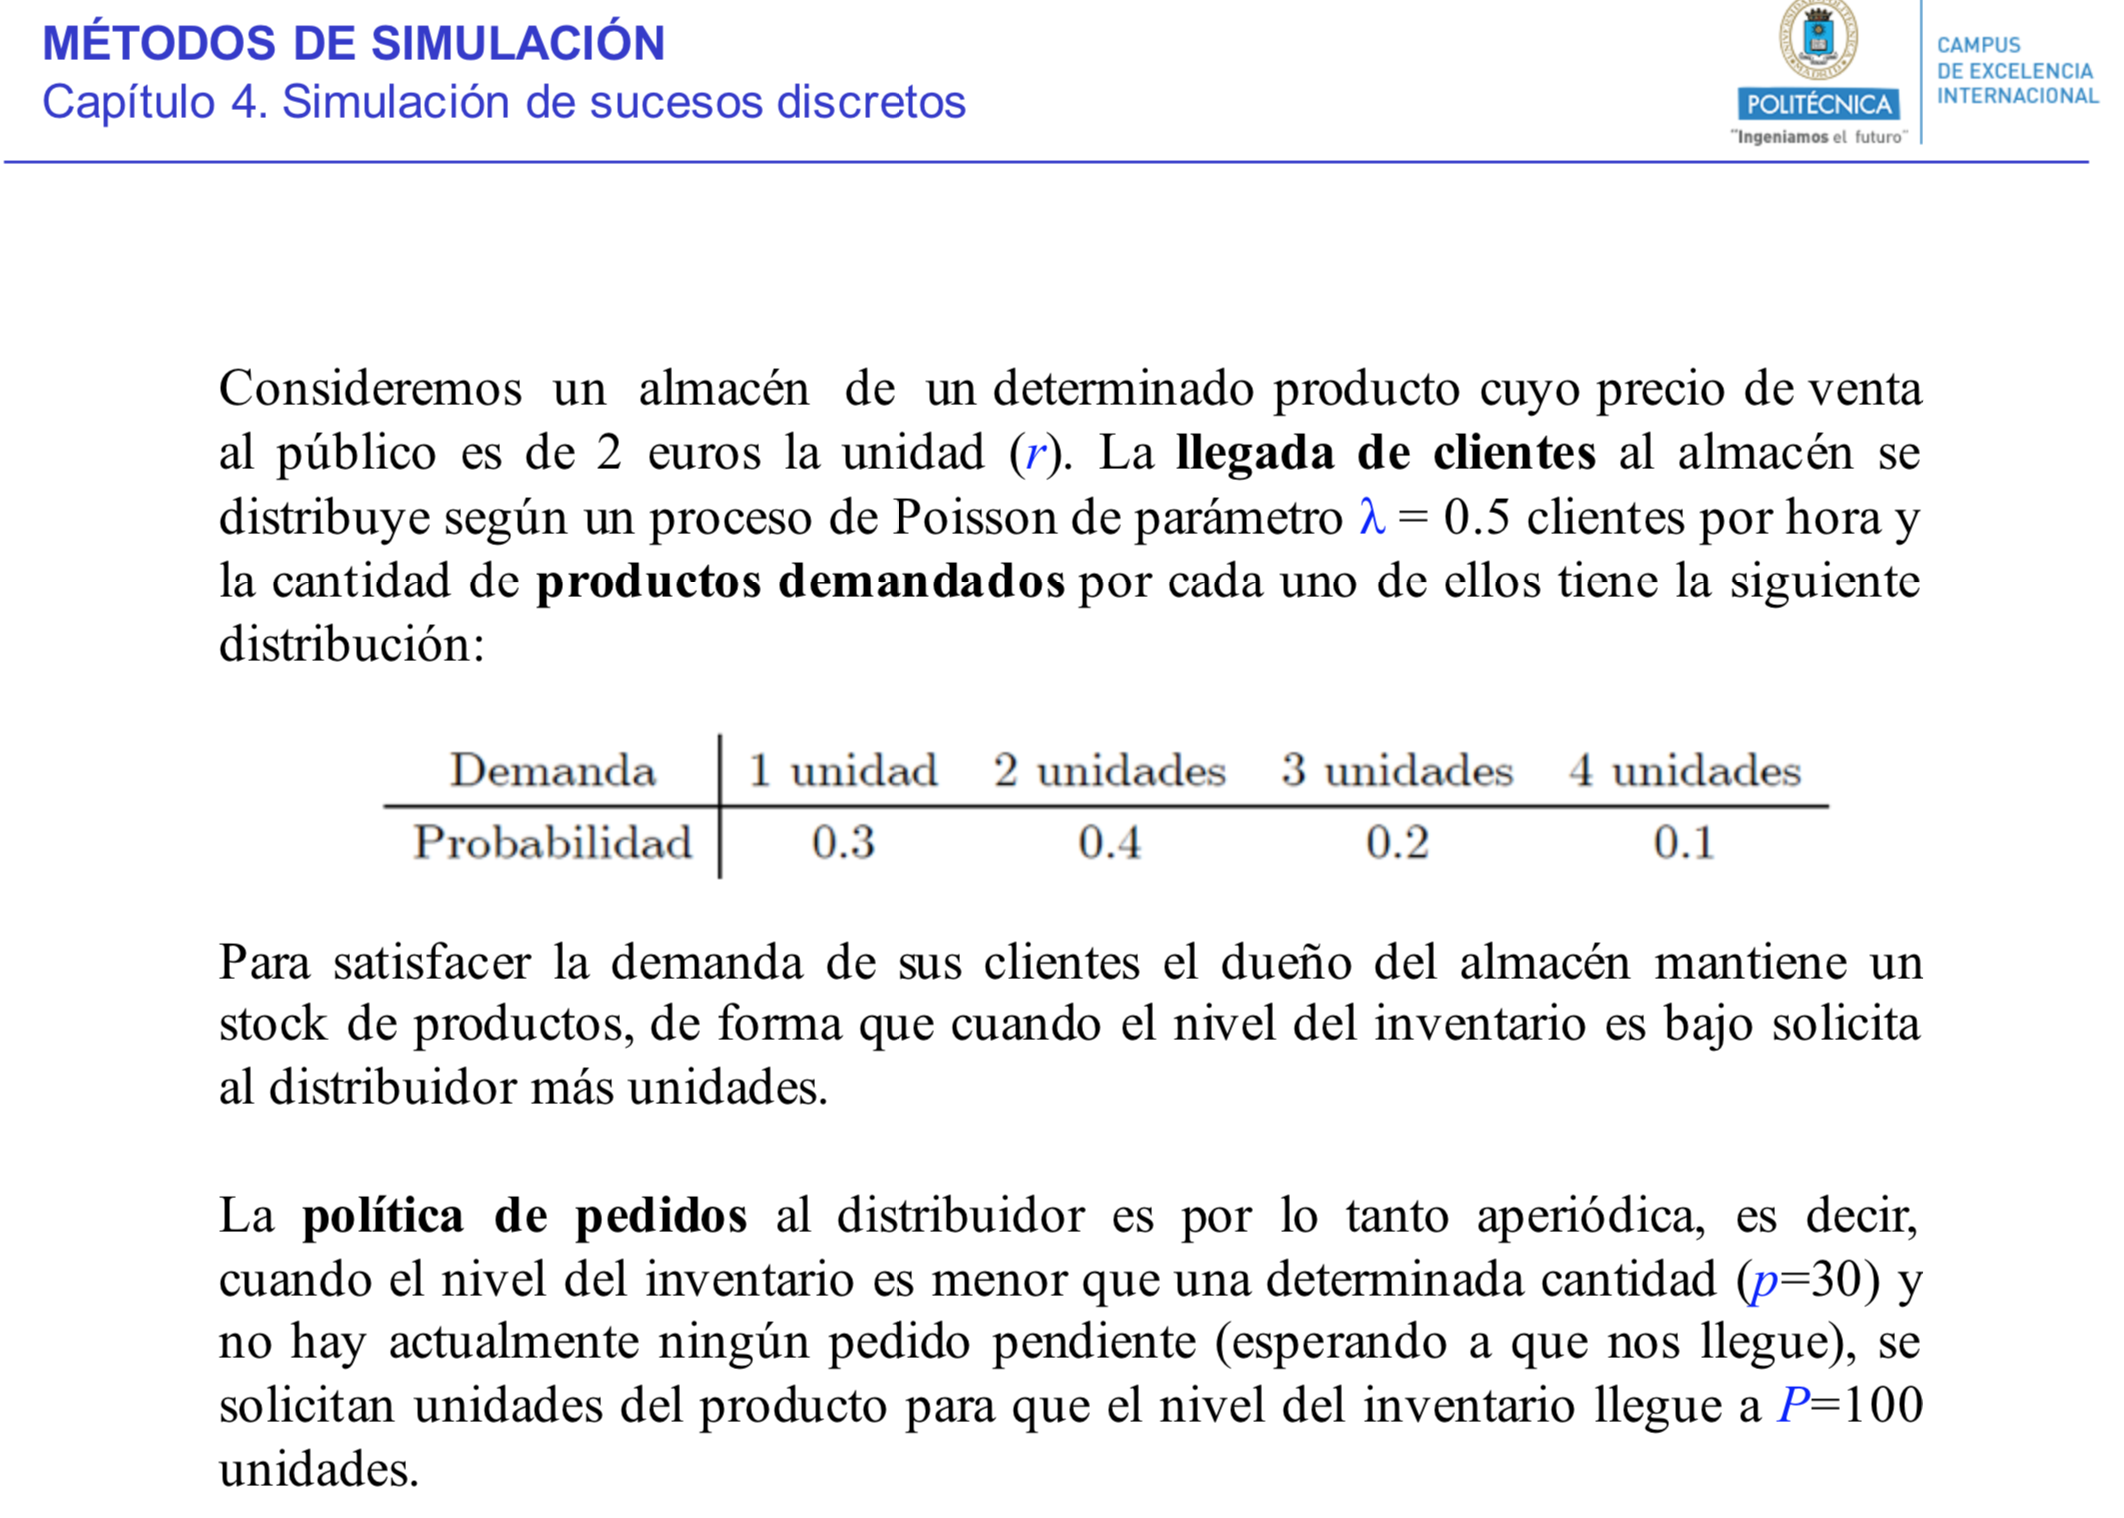 MÉTODOS DE SIMULACIÓN
Capítulo 4. Simulación de sucesos discretos
POLITÉCNICA
"Ingeniamos el futuro"
CAMPUS
DE EXCELENCIA
INTERNACIONAL
Consideremos un almacén de un determinado producto cuyo precio de venta
al público es de 2 euros la unidad (r). La llegada de clientes al almacén se
distribuye según un proceso de Poisson de parámetro λ = 0.5 clientes por hora y
la cantidad de productos demandados por cada uno de ellos tiene la siguiente
distribución:
Demanda 1 unidad 2 unidades 3 unidades 4 unidades
Probabilidad 0.3 0.4 0.2 0.1
Para satisfacer la demanda de sus clientes el dueño del almacén mantiene un
stock de productos, de forma que cuando el nivel del inventario es bajo solicita
al distribuidor más unidades.
La política de pedidos al distribuidor es por lo tanto aperiódica, es decir,
cuando el nivel del inventario es menor que una determinada cantidad (p=30) y
no hay actualmente ningún pedido pendiente (esperando a que nos llegue), se
solicitan unidades del producto para que el nivel del inventario llegue a P=100
unidades.